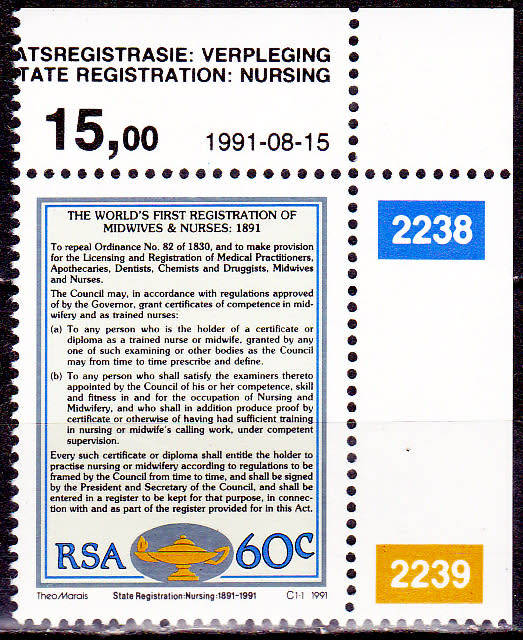 ATSREGISTRASIE: VERPLEGING
TATE REGISTRATION: NURSING
15,00 1991-08-15
2238
THE WORLD'S FIRST REGISTRATION OF
MIDWIVES & NURSES: 1891
To repeal Ordinance No. 82 of 1830, and to make provision
for the Licensing and Registration of Medical Practitioners,
Apothecaries, Dentists, Chemists and Druggists, Midwives
and Nurses.
The Council may, in accordance with regulations approved
of by the Governor, grant certificates of competence in mid-
wifery and as trained nurses:
(a) To any person who is the holder of a certificate or
diploma as a trained nurse or midwife, granted by any
one of such examining or other bodies as the Council
may from time to time prescribe and define.
(b) To any person who shall satisfy the examiners thereto
appointed by the Council of his or her competence, skill
and fitness in and for the occupation of Nursing and
Midwifery, and who shall in addition produce proof by
certificate or otherwise of having had sufficient training
in nursing or midwife's calling work, under competent
supervision.
Every such certificate or diploma shall entitle the holder to
practise nursing or midwifery according to regulations to be
framed by the Council from time to time, and shall be signed
by the President and Secretary of the Council, and shall be
entered in a register to be kept for that purpose, in connec-
tion with and as part of the register provided for in this Act.
RSA 60c
2239
Theo Marais State Registration:Nursing:1891-1991 C1·1 1991